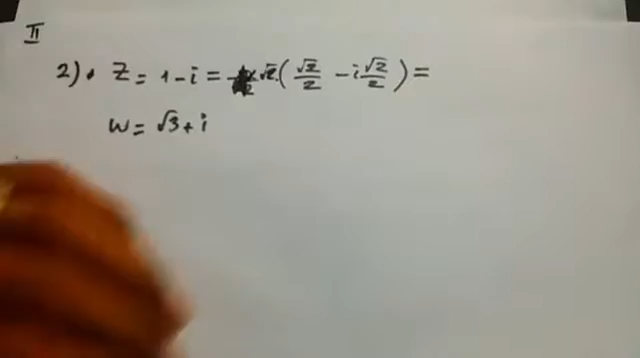 II
2). z = 1 - i = √2 (√2/2 - i √2/2) =
w = √3 + i